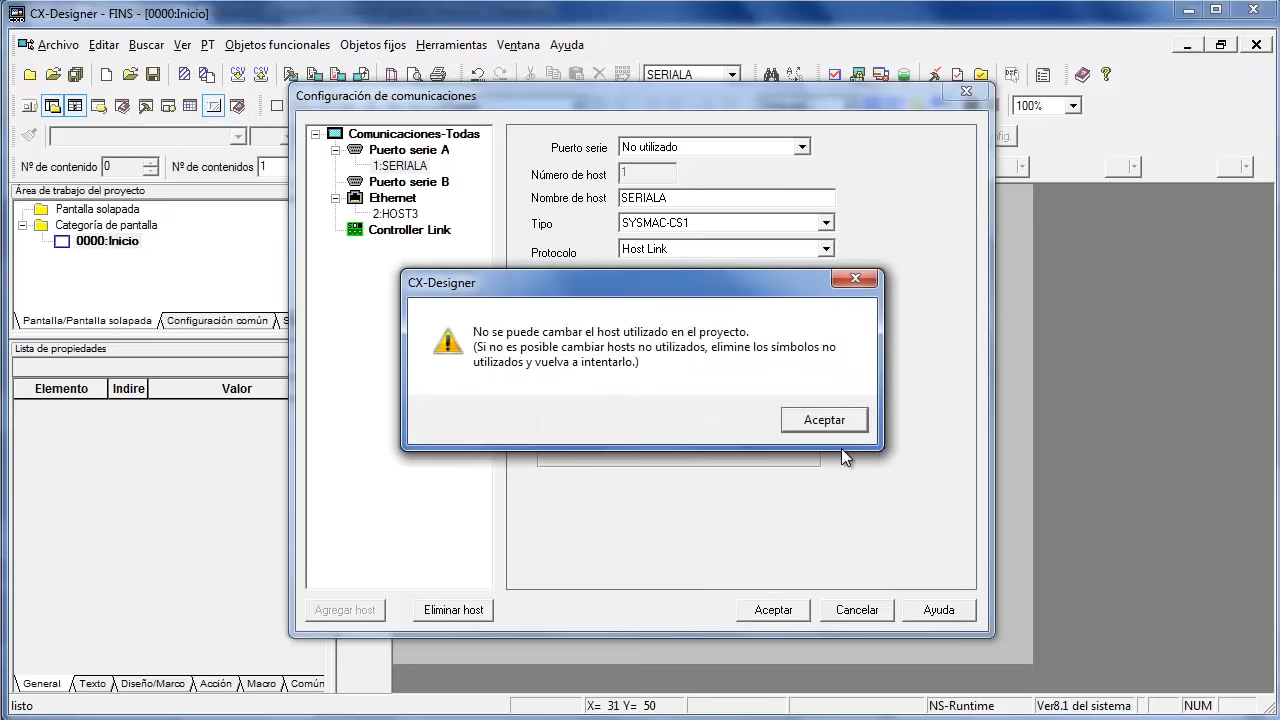 CX-Designer - FINS - [0000:Inicio]
Archivo Editar Buscar Ver PT Objetos funcionales Objetos fijos Herramientas Ventana Ayuda
SERIALA
100%
Nº de contenido 0 Nº de contenidos 1
Área de trabajo del proyecto
Pantalla solapada
Categoría de pantalla
0000:Inicio
Pantalla/Pantalla solapada Configuración común S
Lista de propiedades
Elemento Indire Valor
General Texto Diseño/Marco Acción Macro Común
Configuración de comunicaciones
Comunicaciones-Todas
Puerto serie A
1:SERIALA
Puerto serie B
Ethernet
2:HOST3
Controller Link
Puerto serie No utilizado
Número de host 1
Nombre de host SERIALA
Tipo SYSMAC-CS1
Protocolo Host Link
CX-Designer
No se puede cambar el host utilizado en el proyecto.
(Si no es posible cambiar hosts no utilizados, elimine los símbolos no
utilizados y vuelva a intentarlo.)
Aceptar
Agregar host Eliminar host Aceptar Cancelar Ayuda
listo X= 31 Y= 50 NS-Runtime Ver8.1 del sistema NUM